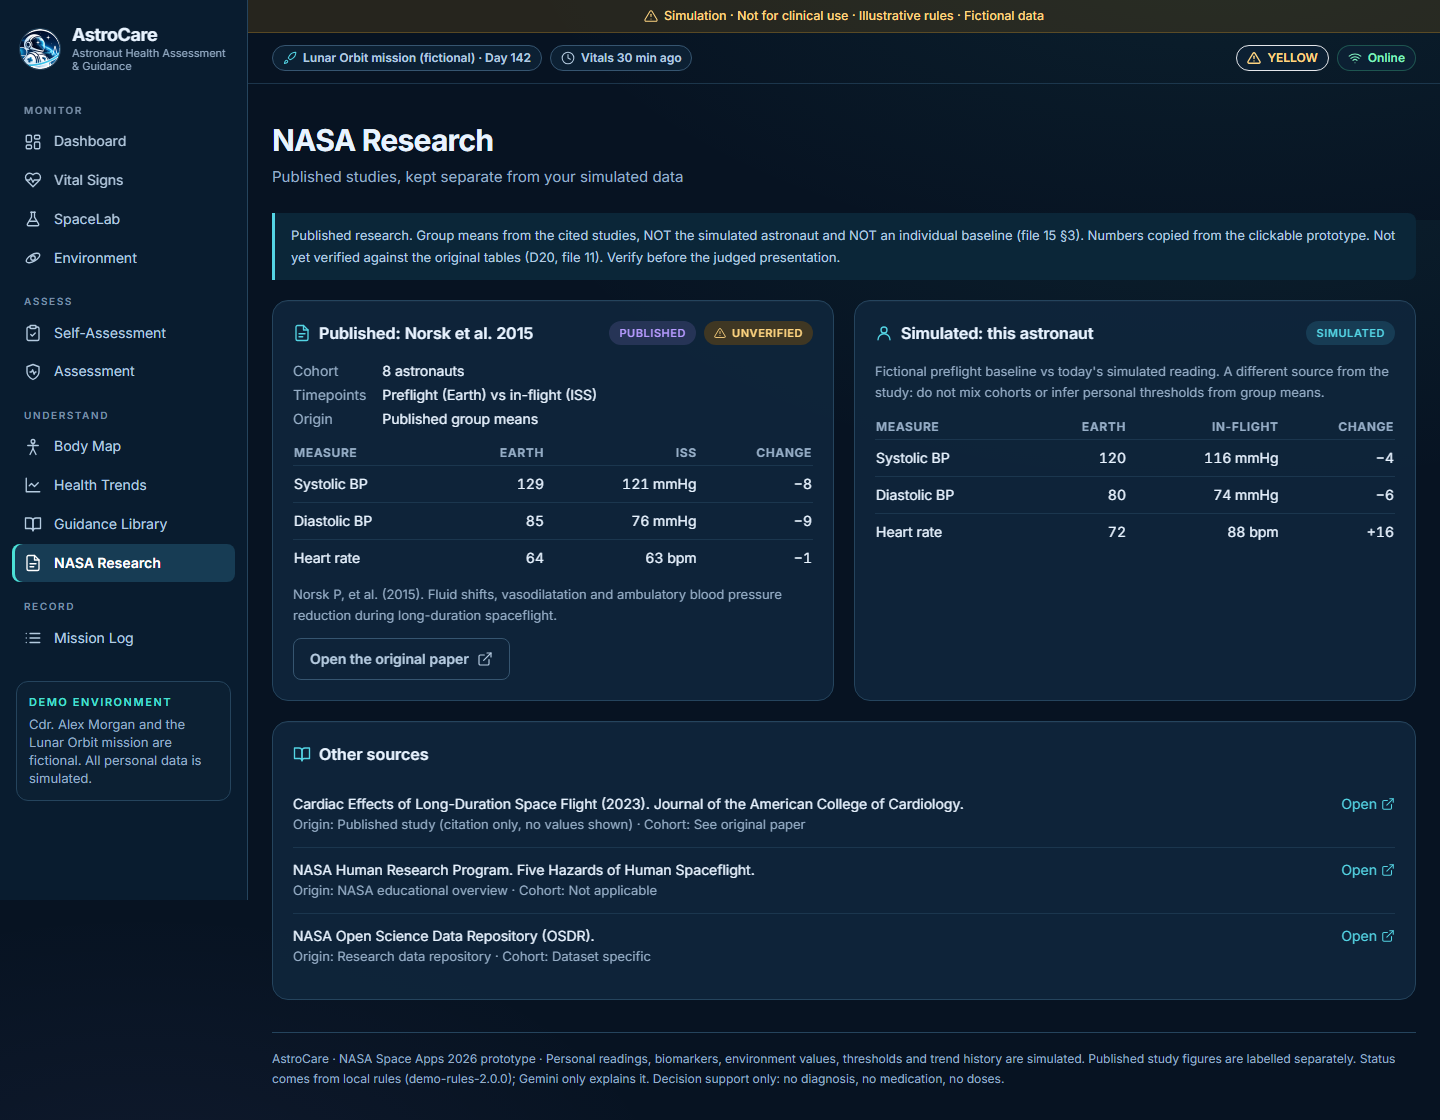 AstroCare
Astronaut Health Assessment
& Guidance
MONITOR
Dashboard
Vital Signs
SpaceLab
Environment
ASSESS
Self-Assessment
Assessment
UNDERSTAND
Body Map
Health Trends
Guidance Library
NASA Research
RECORD
Mission Log
DEMO ENVIRONMENT
Cdr. Alex Morgan and the
Lunar Orbit mission are
fictional. All personal data is
simulated.
Simulation · Not for clinical use · Illustrative rules · Fictional data
Lunar Orbit mission (fictional) · Day 142
Vitals 30 min ago
YELLOW
Online
NASA Research
Published studies, kept separate from your simulated data
Published research. Group means from the cited studies, NOT the simulated astronaut and NOT an individual baseline (file 15 §3). Numbers copied from the clickable prototype. Not
yet verified against the original tables (D20, file 11). Verify before the judged presentation.
Published: Norsk et al. 2015
PUBLISHED
UNVERIFIED
Cohort 8 astronauts
Timepoints Preflight (Earth) vs in-flight (ISS)
Origin Published group means
MEASURE EARTH ISS CHANGE
Systolic BP 129 121 mmHg −8
Diastolic BP 85 76 mmHg −9
Heart rate 64 63 bpm −1
Norsk P, et al. (2015). Fluid shifts, vasodilatation and ambulatory blood pressure
reduction during long-duration spaceflight.
Open the original paper
Simulated: this astronaut
SIMULATED
Fictional preflight baseline vs today's simulated reading. A different source from the
study: do not mix cohorts or infer personal thresholds from group means.
MEASURE EARTH IN-FLIGHT CHANGE
Systolic BP 120 116 mmHg −4
Diastolic BP 80 74 mmHg −6
Heart rate 72 88 bpm +16
Other sources
Cardiac Effects of Long-Duration Space Flight (2023). Journal of the American College of Cardiology.
Open
Origin: Published study (citation only, no values shown) · Cohort: See original paper
NASA Human Research Program. Five Hazards of Human Spaceflight.
Open
Origin: NASA educational overview · Cohort: Not applicable
NASA Open Science Data Repository (OSDR).
Open
Origin: Research data repository · Cohort: Dataset specific
AstroCare · NASA Space Apps 2026 prototype · Personal readings, biomarkers, environment values, thresholds and trend history are simulated. Published study figures are labelled separately. Status
comes from local rules (demo-rules-2.0.0); Gemini only explains it. Decision support only: no diagnosis, no medication, no doses.